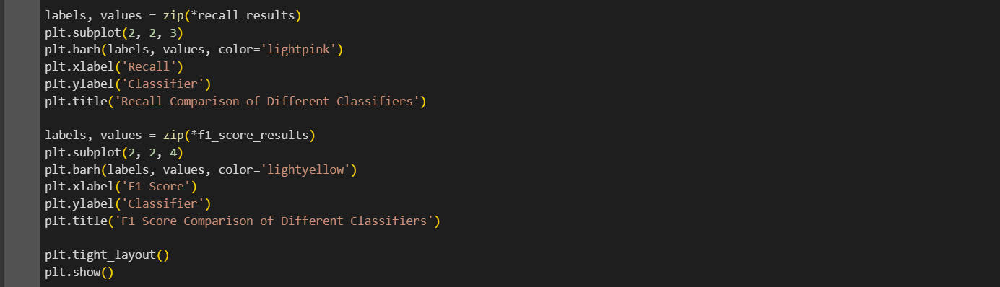 labels, values = zip(*recall_results)
plt.subplot(2, 2, 3)
plt.barh(labels, values, color='lightpink')
plt.xlabel('Recall')
plt.ylabel('Classifier')
plt.title('Recall Comparison of Different Classifiers')

labels, values = zip(*f1_score_results)
plt.subplot(2, 2, 4)
plt.barh(labels, values, color='lightyellow')
plt.xlabel('F1 Score')
plt.ylabel('Classifier')
plt.title('F1 Score Comparison of Different Classifiers')

plt.tight_layout()
plt.show()